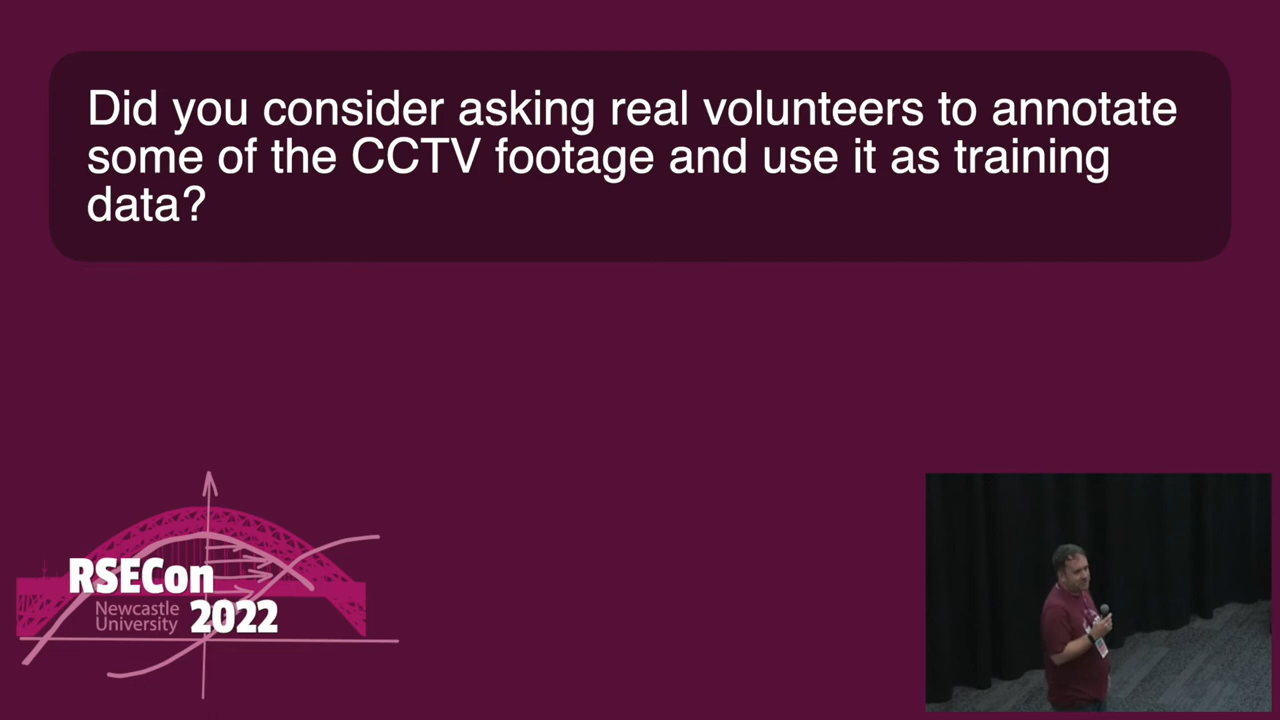 Did you consider asking real volunteers to annotate
some of the CCTV footage and use it as training
data?
RSECon
Newcastle
University 2022